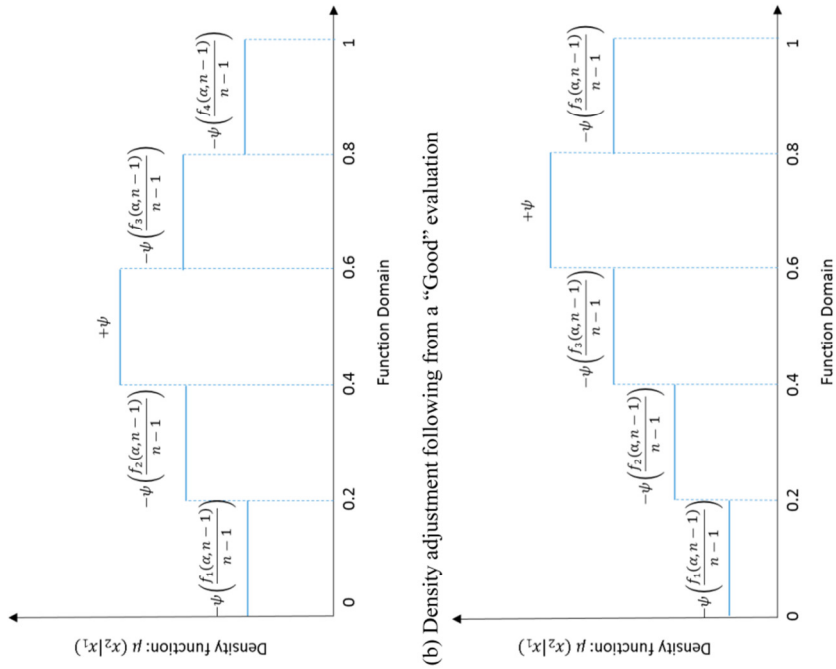 Density function: μ (x₂|x₁)
−ψ(f₁(α, n − 1)
n − 1)
−ψ(f₂(α, n − 1)
n − 1)
+ψ
−ψ(f₃(α, n − 1)
n − 1)
−ψ(f₄(α, n − 1)
n − 1)
0 0.2 0.4 0.6 0.8 1
Function Domain
(b) Density adjustment following from a “Good” evaluation
Density function: μ (x₂|x₁)
−ψ(f₁(α, n − 1)
n − 1)
−ψ(f₂(α, n − 1)
n − 1)
−ψ(f₃(α, n − 1)
n − 1)
+ψ
−ψ(f₃(α, n − 1)
n − 1)
0 0.2 0.4 0.6 0.8 1
Function Domain